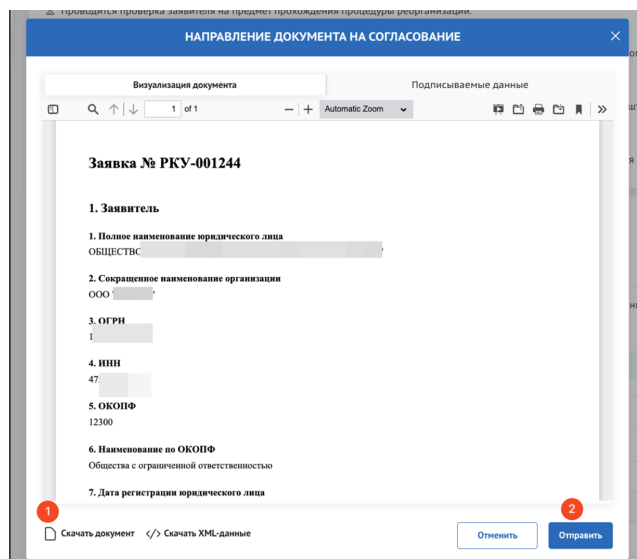 Проводится проверка заявителя на предмет прохождения процедуры реорганизации.
НАПРАВЛЕНИЕ ДОКУМЕНТА НА СОГЛАСОВАНИЕ
Визуализация документа
Подписываемые данные
1 of 1
Automatic Zoom
Заявка № РКУ-001244
1. Заявитель
1. Полное наименование юридического лица
ОБЩЕСТВО
2. Сокращенное наименование организации
ООО "
3. ОГРН
1
4. ИНН
47
5. ОКОПФ
12300
6. Наименование по ОКОПФ
Общества с ограниченной ответственностью
7. Дата регистрации юридического лица
1
2
Скачать документ </> Скачать XML-данные
Отменить
Отправить